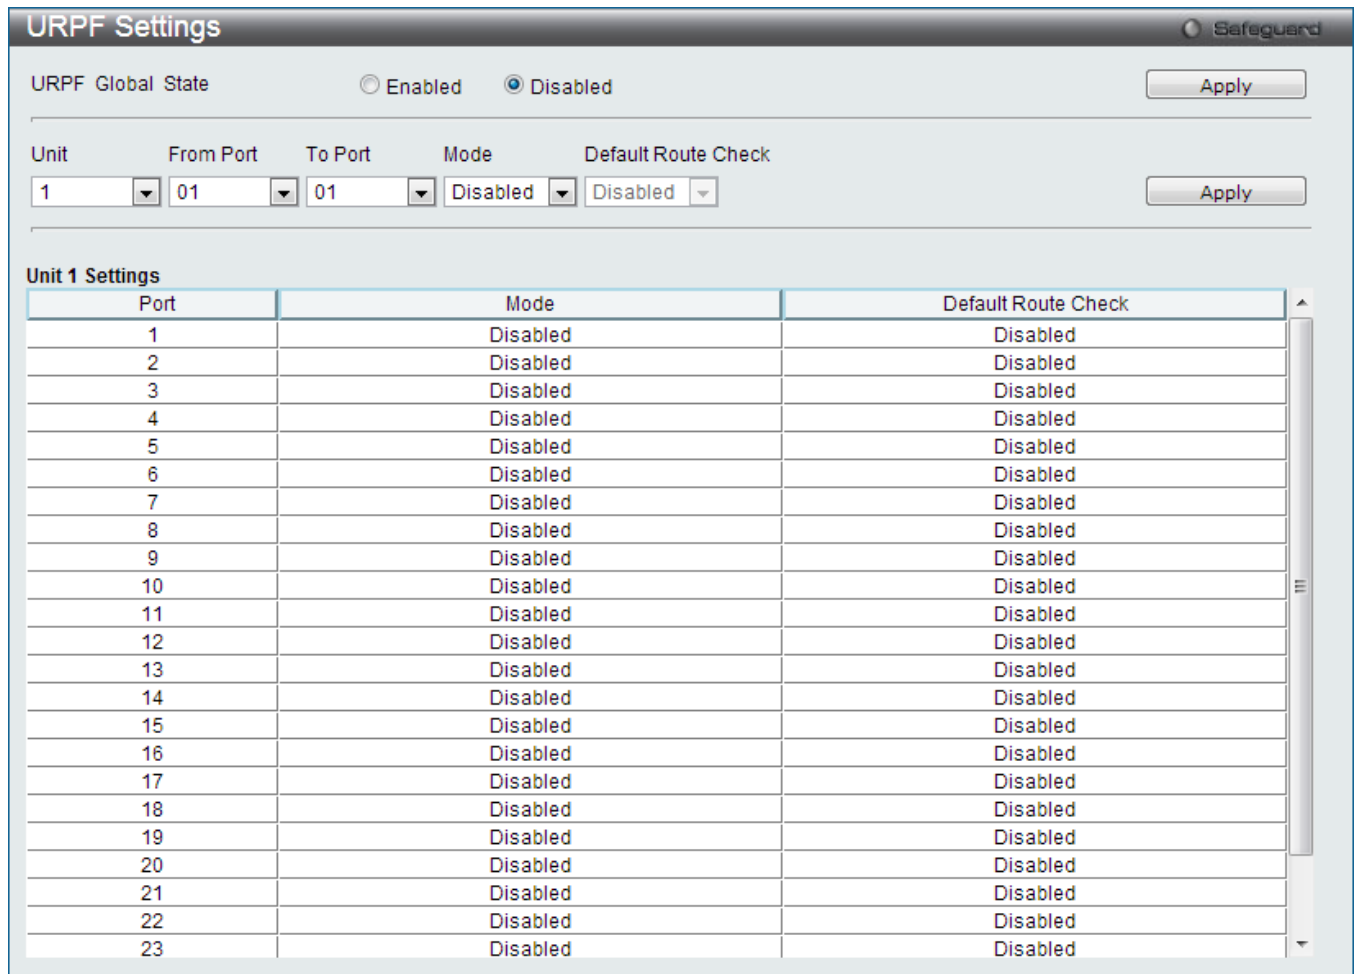 URPF Settings Safeguard
URPF Global State Enabled Disabled Apply
Unit From Port To Port Mode Default Route Check
1 01 01 Disabled Disabled Apply
Unit 1 Settings
Port Mode Default Route Check
1 Disabled Disabled
2 Disabled Disabled
3 Disabled Disabled
4 Disabled Disabled
5 Disabled Disabled
6 Disabled Disabled
7 Disabled Disabled
8 Disabled Disabled
9 Disabled Disabled
10 Disabled Disabled
11 Disabled Disabled
12 Disabled Disabled
13 Disabled Disabled
14 Disabled Disabled
15 Disabled Disabled
16 Disabled Disabled
17 Disabled Disabled
18 Disabled Disabled
19 Disabled Disabled
20 Disabled Disabled
21 Disabled Disabled
22 Disabled Disabled
23 Disabled Disabled